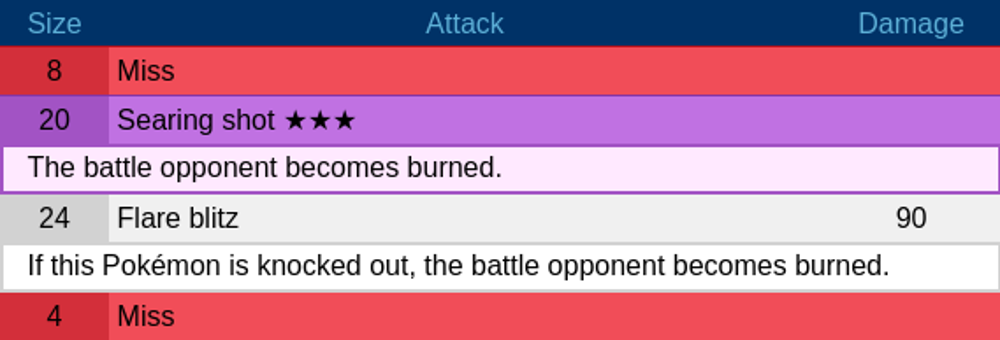 Size Attack Damage
8 Miss
20 Searing shot ★★★
The battle opponent becomes burned.
24 Flare blitz 90
If this Pokémon is knocked out, the battle opponent becomes burned.
4 Miss